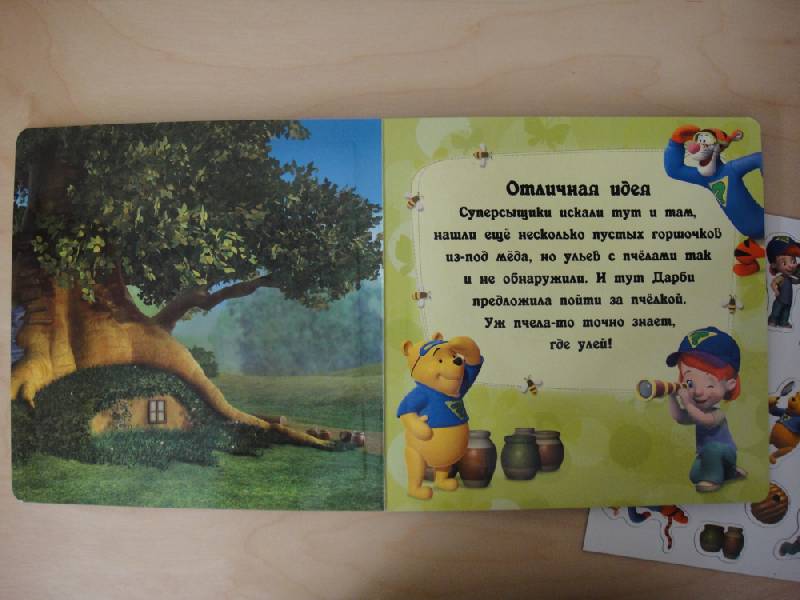 Отличная идея
Суперсыщики искали тут и там,
нашли ещё несколько пустых горшочков
из-под мёда, но ульев с пчёлами так
и не обнаружили. И тут Дарби
предложила пойти за пчёлкой.
Уж пчела-то точно знает,
где улей!